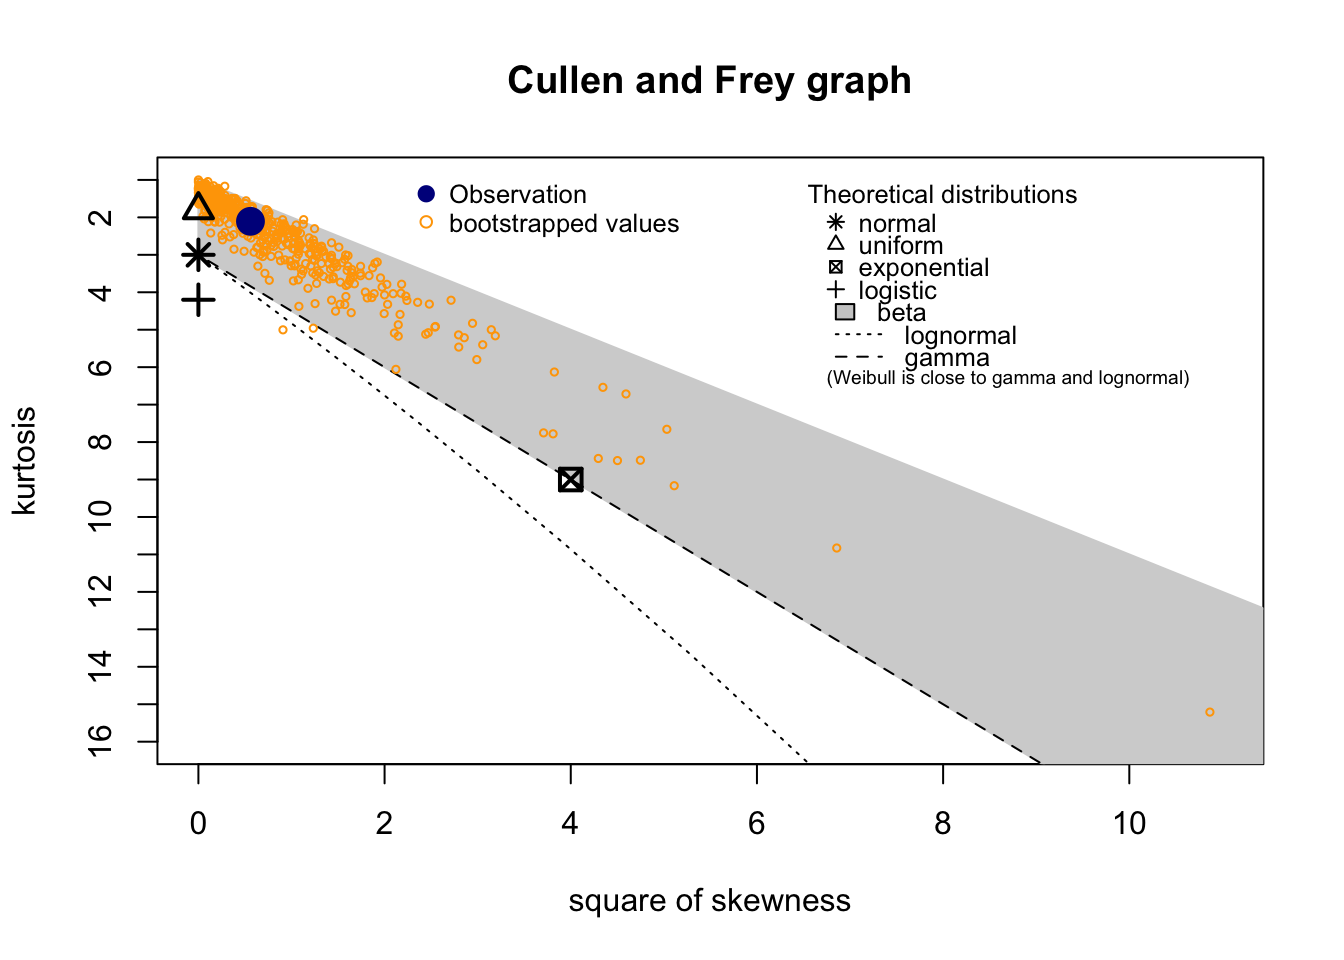 Cullen and Frey graph
Observation
bootstrapped values
Theoretical distributions
normal
uniform
exponential
logistic
beta
lognormal
gamma
(Weibull is close to gamma and lognormal)
kurtosis
2
4
6
8
10
12
14
16
0 2 4 6 8 10
square of skewness